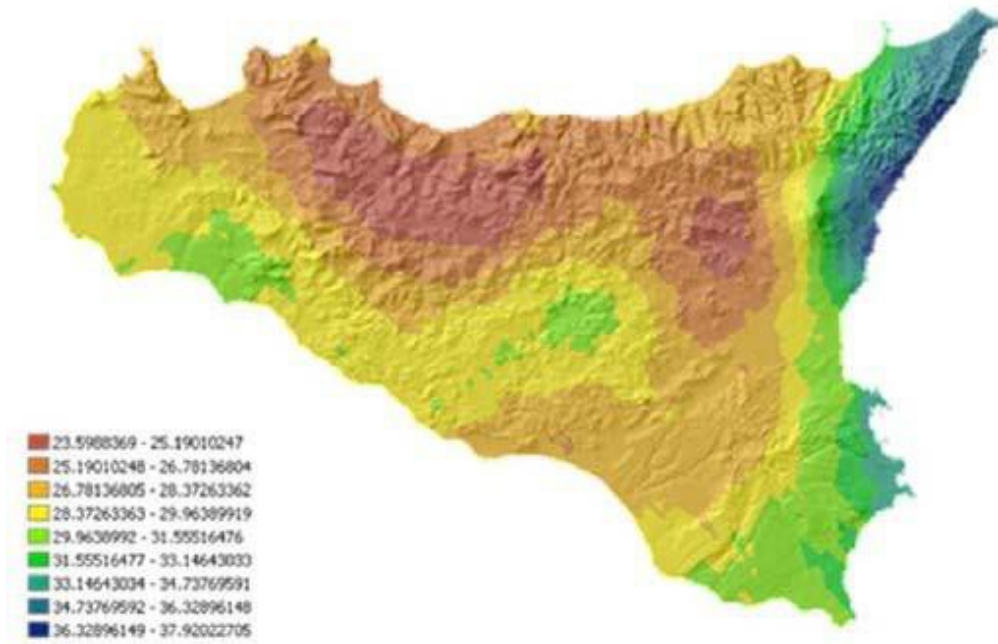 23.5988369 - 25.19010247
25.19010248 - 26.78136804
26.78136805 - 28.37263362
28.37263363 - 29.96389919
29.9638992 - 31.55516476
31.55516477 - 33.14643033
33.14643034 - 34.73769591
34.73769592 - 36.32896148
36.32896149 - 37.92022705